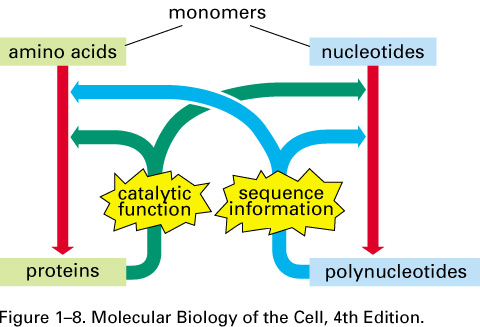 monomers
amino acids
nucleotides
catalytic
function
sequence
information
proteins
polynucleotides
Figure 1–8. Molecular Biology of the Cell, 4th Edition.